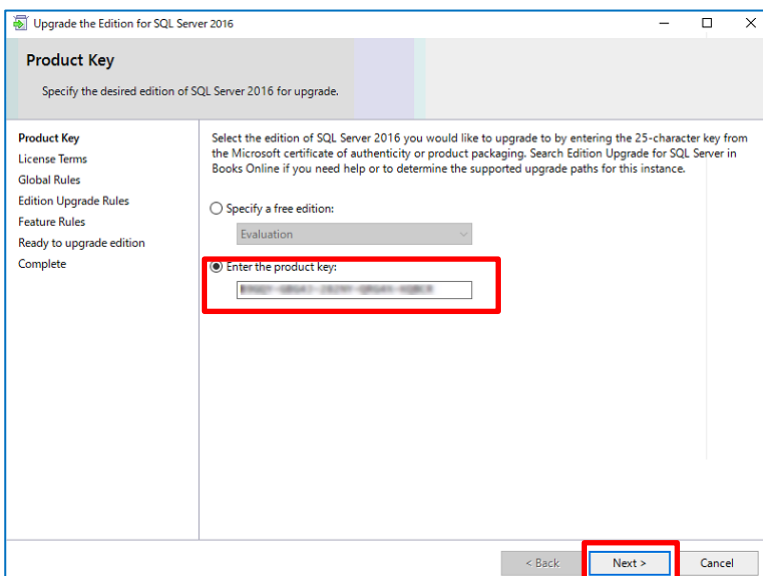 Upgrade the Edition for SQL Server 2016
Product Key
Specify the desired edition of SQL Server 2016 for upgrade.
Product Key
License Terms
Global Rules
Edition Upgrade Rules
Feature Rules
Ready to upgrade edition
Complete
Select the edition of SQL Server 2016 you would like to upgrade to by entering the 25-character key from
the Microsoft certificate of authenticity or product packaging. Search Edition Upgrade for SQL Server in
Books Online if you need help or to determine the supported upgrade paths for this instance.
Specify a free edition:
Evaluation
Enter the product key:
< Back
Next >
Cancel